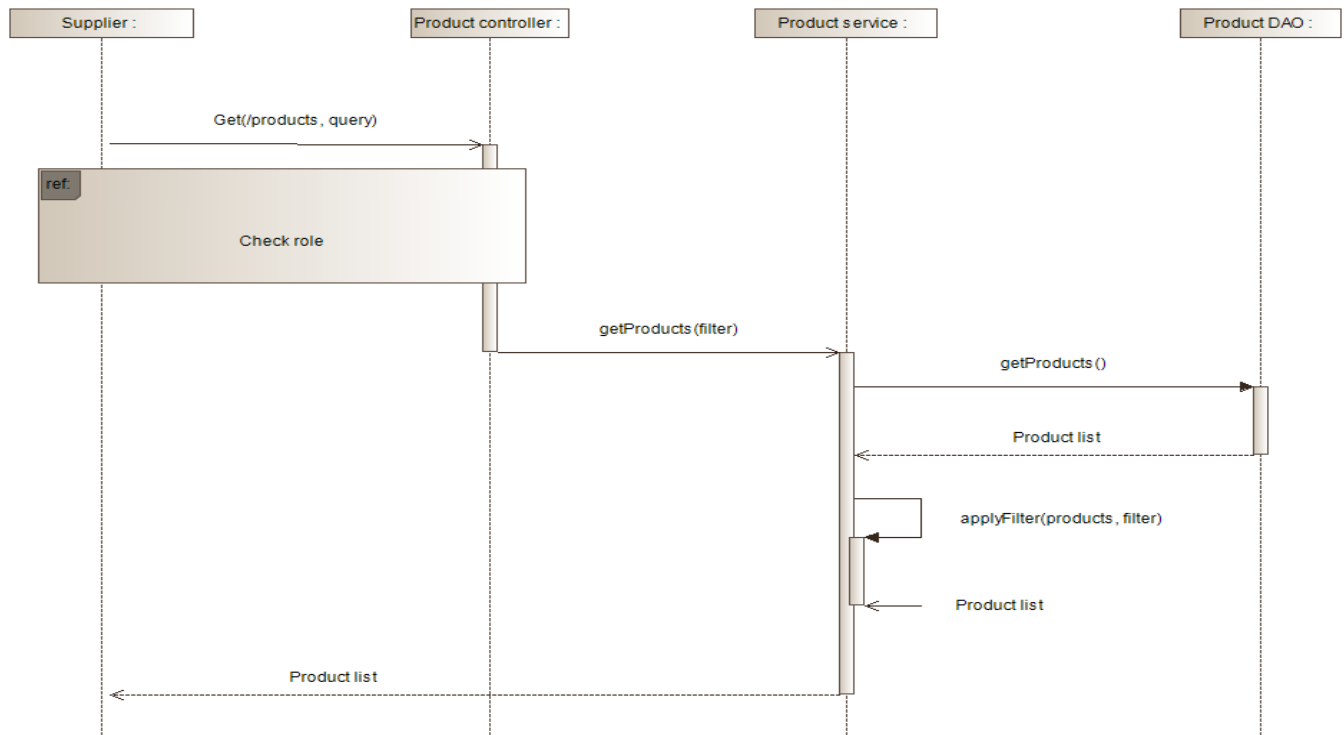 Supplier :
Product controller :
Product service :
Product DAO :
Get(/products, query)
ref:
Check role
getProducts(filter)
getProducts()
Product list
applyFilter(products, filter)
Product list
Product list